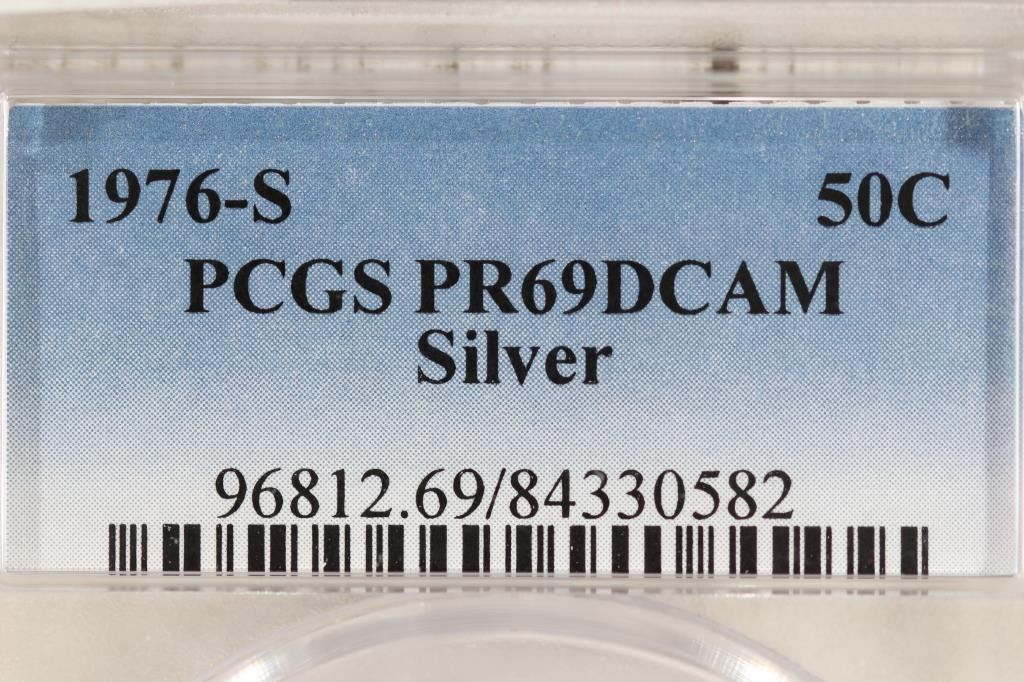 1976-S 50C
PCGS PR69DCAM
Silver
96812.69/84330582